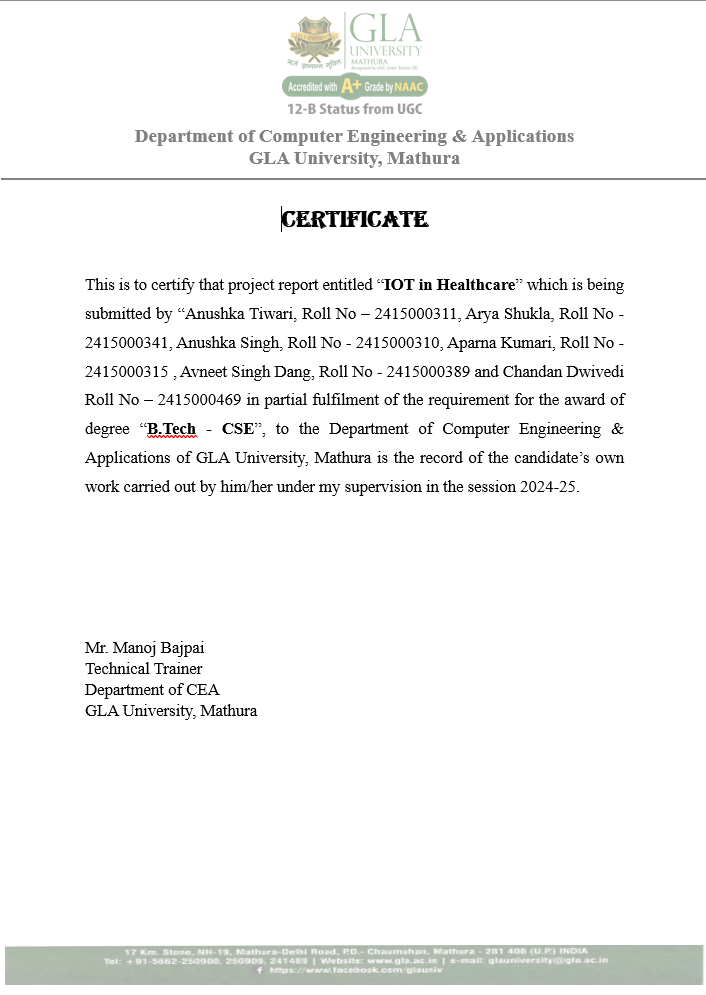 GLA
UNIVERSITY
MATHURA
Recognised by UGC Under Section 2(f)
Accredited with A+ Grade by NAAC
12-B Status from UGC
Department of Computer Engineering & Applications
GLA University, Mathura
CERTIFICATE
This is to certify that project report entitled “IOT in Healthcare” which is being
submitted by “Anushka Tiwari, Roll No – 2415000311, Arya Shukla, Roll No -
2415000341, Anushka Singh, Roll No - 2415000310, Aparna Kumari, Roll No -
2415000315 , Avneet Singh Dang, Roll No - 2415000389 and Chandan Dwivedi
Roll No – 2415000469 in partial fulfilment of the requirement for the award of
degree “B.Tech - CSE”, to the Department of Computer Engineering &
Applications of GLA University, Mathura is the record of the candidate’s own
work carried out by him/her under my supervision in the session 2024-25.
Mr. Manoj Bajpai
Technical Trainer
Department of CEA
GLA University, Mathura
17 Km. Stone, NH-19, Mathura-Delhi Road, P.O.- Chaumuhan, Mathura - 281 406 (U.P.) INDIA
Tel: +91-5662-250900, 250909, 241489 | Website: www.gla.ac.in | e-mail: glauniversity@gla.ac.in
https://www.facebook.com/glauniv